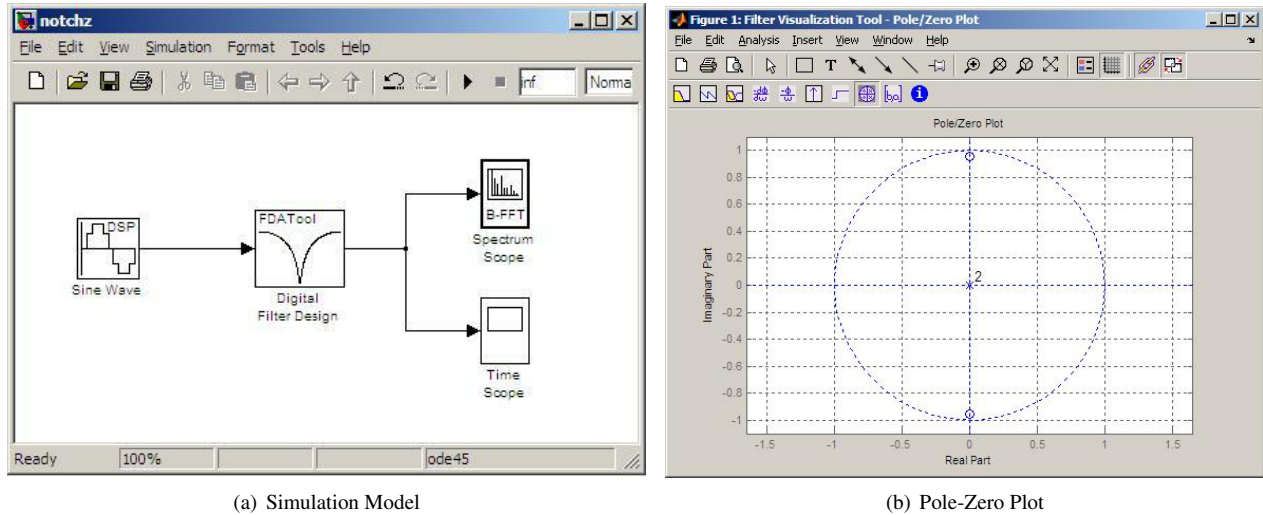 notchz
File Edit View Simulation Format Tools Help
inf Norma
DSP
Sine Wave
FDATool
Digital
Filter Design
B-FFT
Spectrum
Scope
Time
Scope
Ready 100% ode45
(a) Simulation Model
Figure 1: Filter Visualization Tool - Pole/Zero Plot
File Edit Analysis Insert View Window Help
T
Pole/Zero Plot
1
0.8
0.6
0.4
0.2
0
-0.2
-0.4
-0.6
-0.8
-1
Imaginary Part
2
-1.5 -1 -0.5 0 0.5 1 1.5
Real Part
(b) Pole-Zero Plot